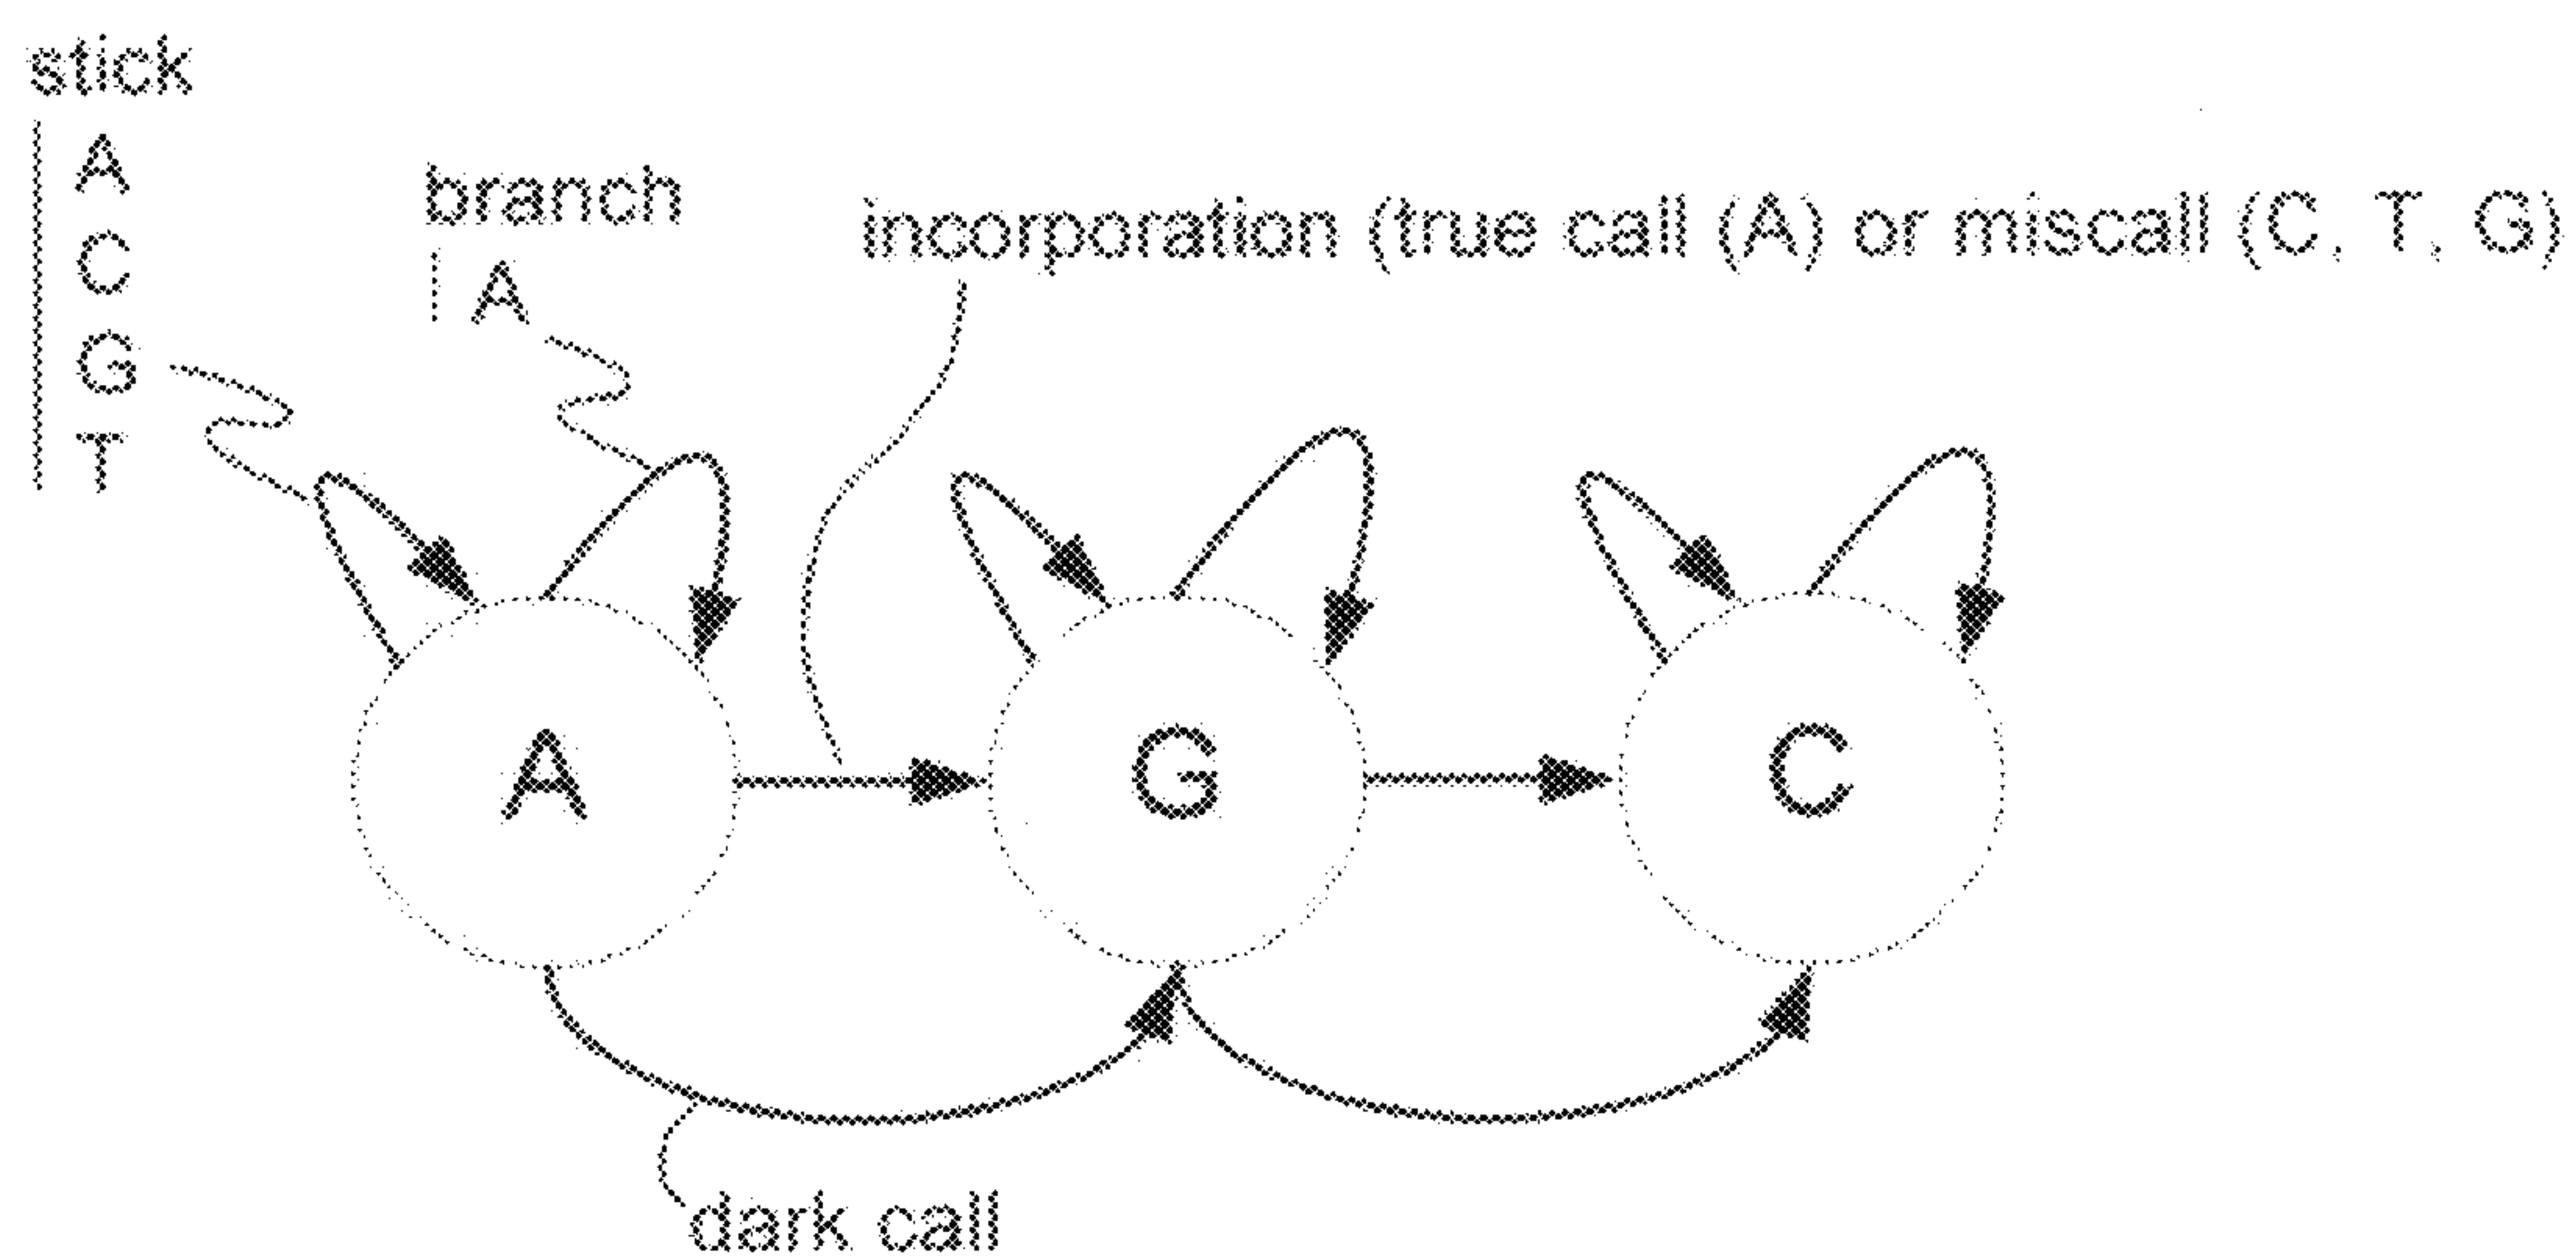 stick
A
C
G
T
branch
A
incorporation (true call (A) or miscall (C, T, G)
A
G
C
dark call